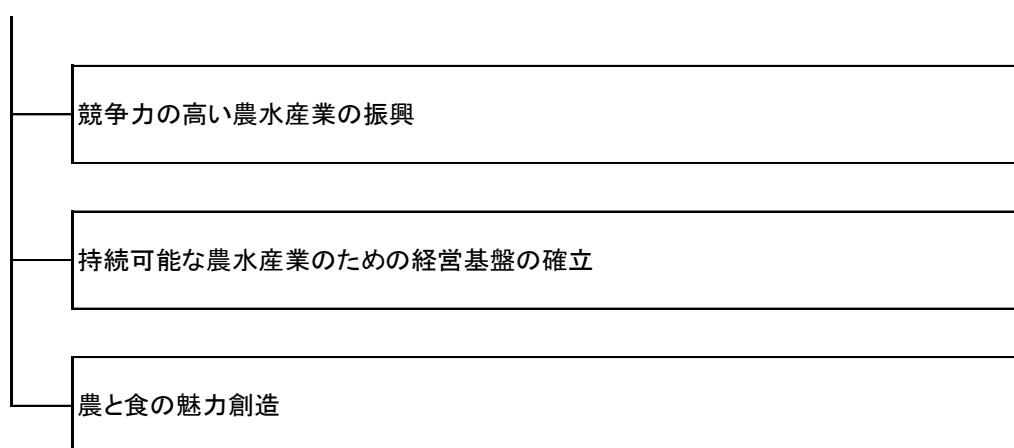 競争力の高い農水産業の振興
持続可能な農水産業のための経営基盤の確立
農と食の魅力創造